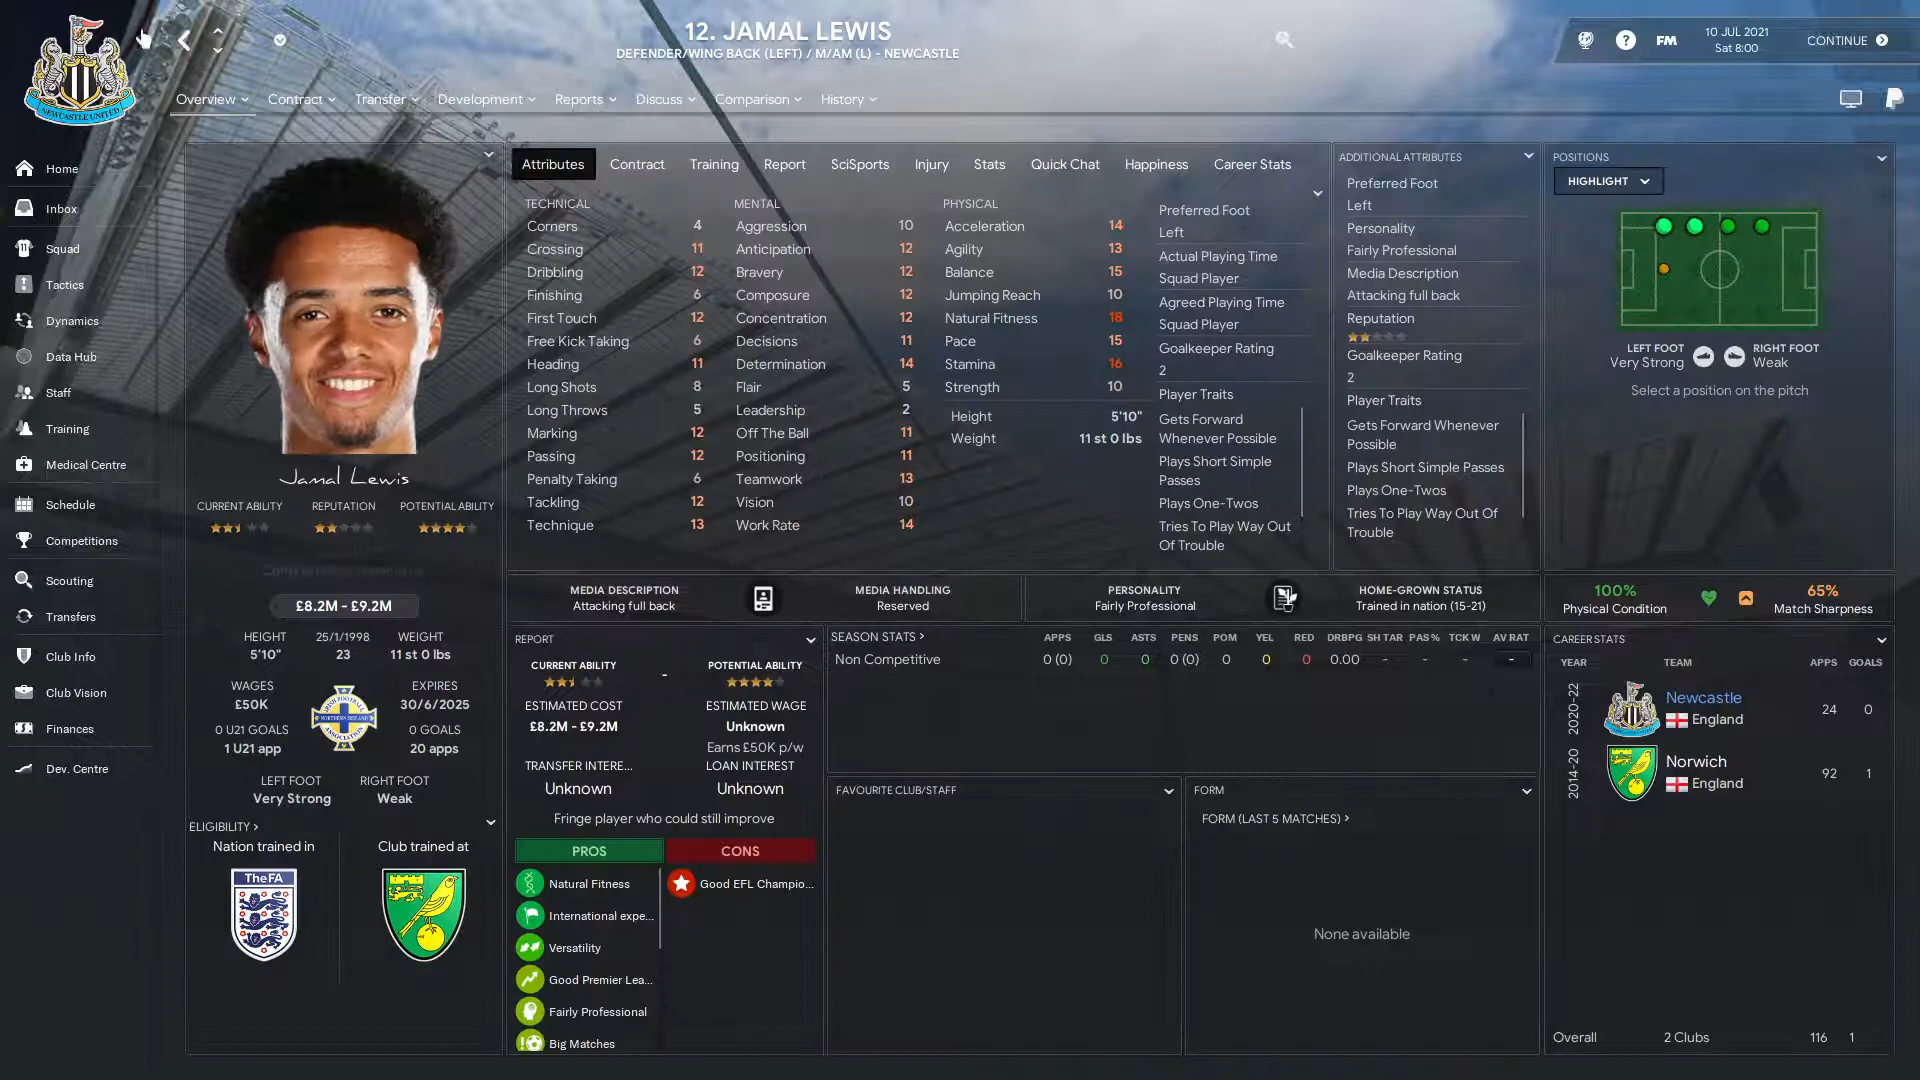 12. JAMAL LEWIS
DEFENDER/WING BACK (LEFT) / M/AM (L) - NEWCASTLE
FM
10 JUL 2021
Sat 8:00
CONTINUE
NEWCASTLE UNITED
Overview
Contract
Transfer
Development
Reports
Discuss
Comparison
History
Home
Inbox
Squad
Tactics
Dynamics
Data Hub
Staff
Training
Medical Centre
Schedule
Competitions
Scouting
Transfers
Club Info
Club Vision
Finances
Dev. Centre
Jamal Lewis
CURRENT ABILITY
REPUTATION
POTENTIAL ABILITY
£8.2M - £9.2M
HEIGHT
5'10"
25/1/1998
23
WEIGHT
11 st 0 lbs
WAGES
£50K
EXPIRES
30/6/2025
0 U21 GOALS
1 U21 app
0 GOALS
20 apps
LEFT FOOT
Very Strong
RIGHT FOOT
Weak
ELIGIBILITY >
Nation trained in
Club trained at
The FA
Attributes
Contract
Training
Report
SciSports
Injury
Stats
Quick Chat
Happiness
Career Stats
TECHNICAL
Corners 4
Crossing 11
Dribbling 12
Finishing 6
First Touch 12
Free Kick Taking 6
Heading 11
Long Shots 8
Long Throws 5
Marking 12
Passing 12
Penalty Taking 6
Tackling 12
Technique 13
MENTAL
Aggression 10
Anticipation 12
Bravery 12
Composure 12
Concentration 12
Decisions 11
Determination 14
Flair 5
Leadership 2
Off The Ball 11
Positioning 11
Teamwork 13
Vision 10
Work Rate 14
PHYSICAL
Acceleration 14
Agility 13
Balance 15
Jumping Reach 10
Natural Fitness 18
Pace 15
Stamina 16
Strength 10
Height 5'10"
Weight 11 st 0 lbs
Preferred Foot
Left
Actual Playing Time
Squad Player
Agreed Playing Time
Squad Player
Goalkeeper Rating
2
Player Traits
Gets Forward
Whenever Possible
Plays Short Simple
Passes
Plays One-Twos
Tries To Play Way Out
Of Trouble
ADDITIONAL ATTRIBUTES
Preferred Foot
Left
Personality
Fairly Professional
Media Description
Attacking full back
Reputation
Goalkeeper Rating
2
Player Traits
Gets Forward Whenever
Possible
Plays Short Simple Passes
Plays One-Twos
Tries To Play Way Out Of
Trouble
POSITIONS
HIGHLIGHT
LEFT FOOT
Very Strong
RIGHT FOOT
Weak
Select a position on the pitch
MEDIA DESCRIPTION
Attacking full back
MEDIA HANDLING
Reserved
PERSONALITY
Fairly Professional
HOME-GROWN STATUS
Trained in nation (15-21)
100%
Physical Condition
65%
Match Sharpness
REPORT
CURRENT ABILITY
-
POTENTIAL ABILITY
ESTIMATED COST
£8.2M - £9.2M
ESTIMATED WAGE
Unknown
Earns £50K p/w
TRANSFER INTERE...
Unknown
LOAN INTEREST
Unknown
Fringe player who could still improve
PROS
CONS
Natural Fitness
International expe...
Versatility
Good Premier Lea...
Fairly Professional
Big Matches
Good EFL Champio...
SEASON STATS > APPS GLS ASTS PENS POM YEL RED DRBPG SH TAR PAS % TCK W AV RAT
Non Competitive 0 (0) 0 0 0 (0) 0 0 0 0.00 - - - -
FAVOURITE CLUB/STAFF
FORM
FORM (LAST 5 MATCHES) >
None available
CAREER STATS
YEAR TEAM APPS GOALS
2020-22 Newcastle 24 0
England
2014-20 Norwich 92 1
England
Overall 2 Clubs 116 1